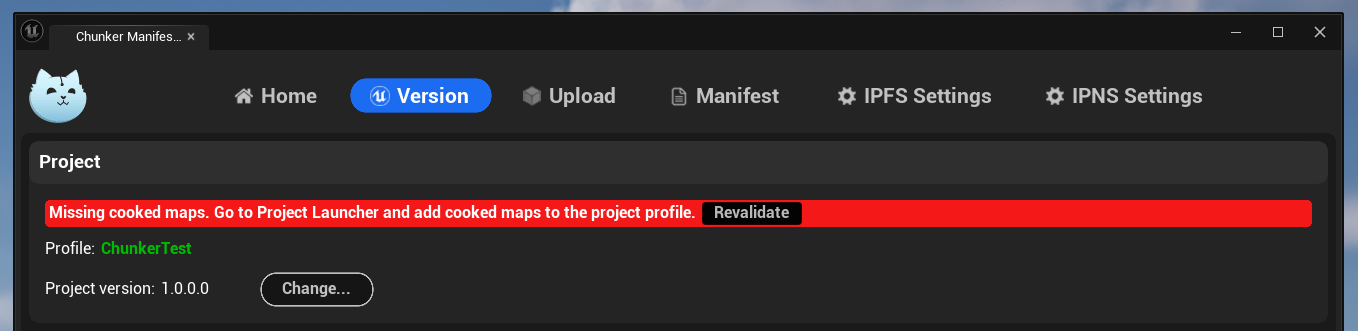 Chunker Manifes...
Home
Version
Upload
Manifest
IPFS Settings
IPNS Settings
Project
Missing cooked maps. Go to Project Launcher and add cooked maps to the project profile. Revalidate
Profile: ChunkerTest
Project version: 1.0.0.0 Change...